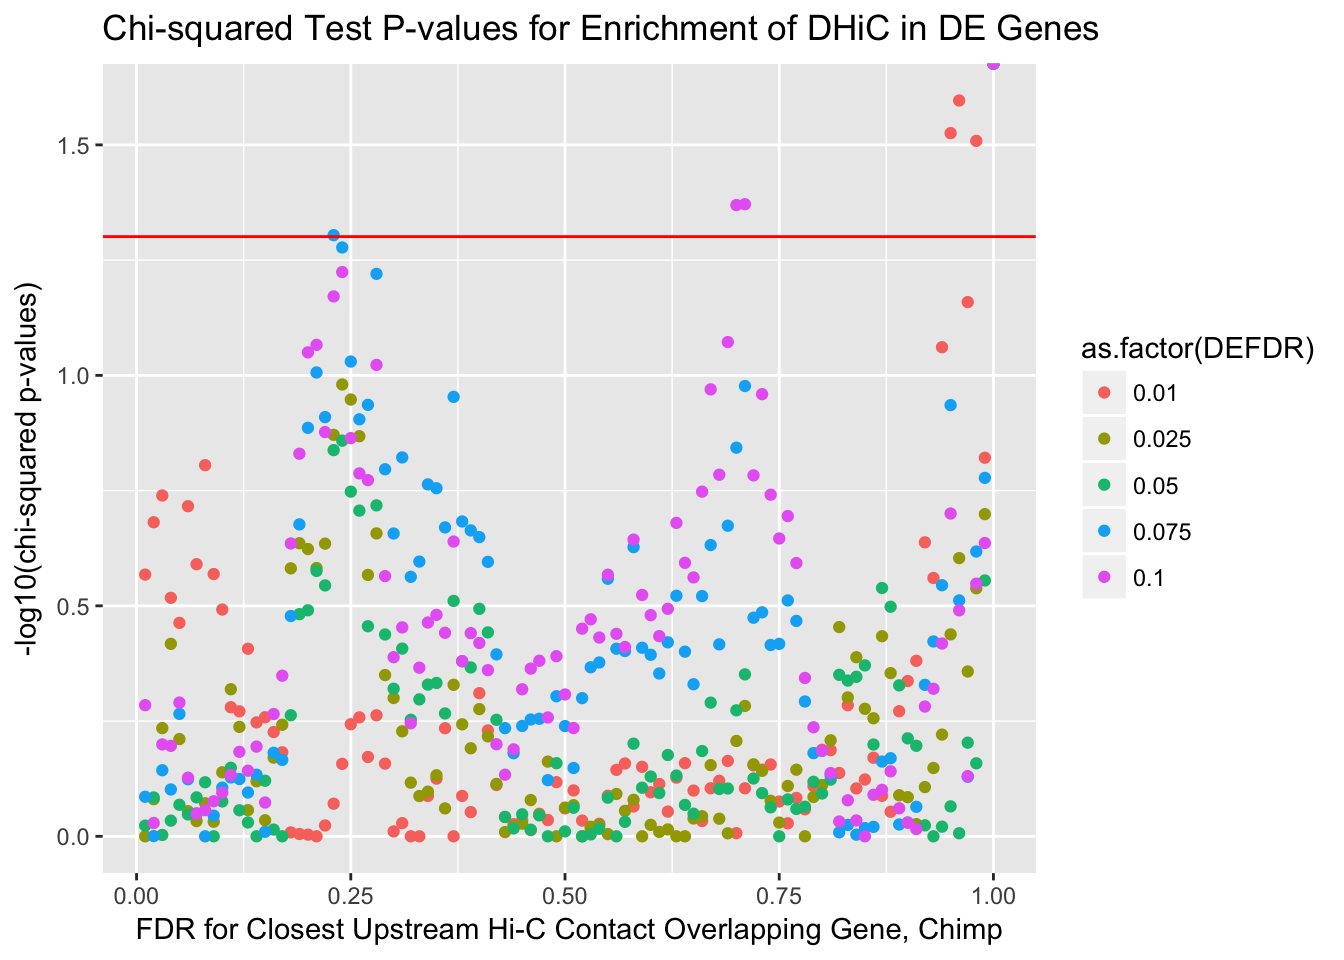 Chi-squared Test P-values for Enrichment of DHiC in DE Genes
-log10(chi-squared p-values)
1.5
1.0
0.5
0.0
0.00 0.25 0.50 0.75 1.00
FDR for Closest Upstream Hi-C Contact Overlapping Gene, Chimp
as.factor(DEFDR)
0.01
0.025
0.05
0.075
0.1